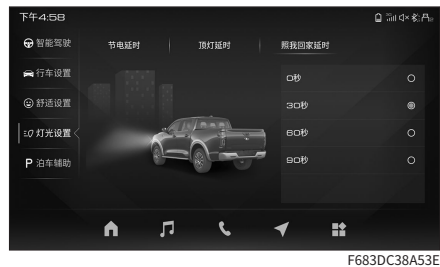 下午4:58
智能驾驶
节电延时 顶灯延时 照我回家延时
行车设置
0秒
舒适设置
30秒
灯光设置
60秒
P 泊车辅助
90秒
F683DC38A53E